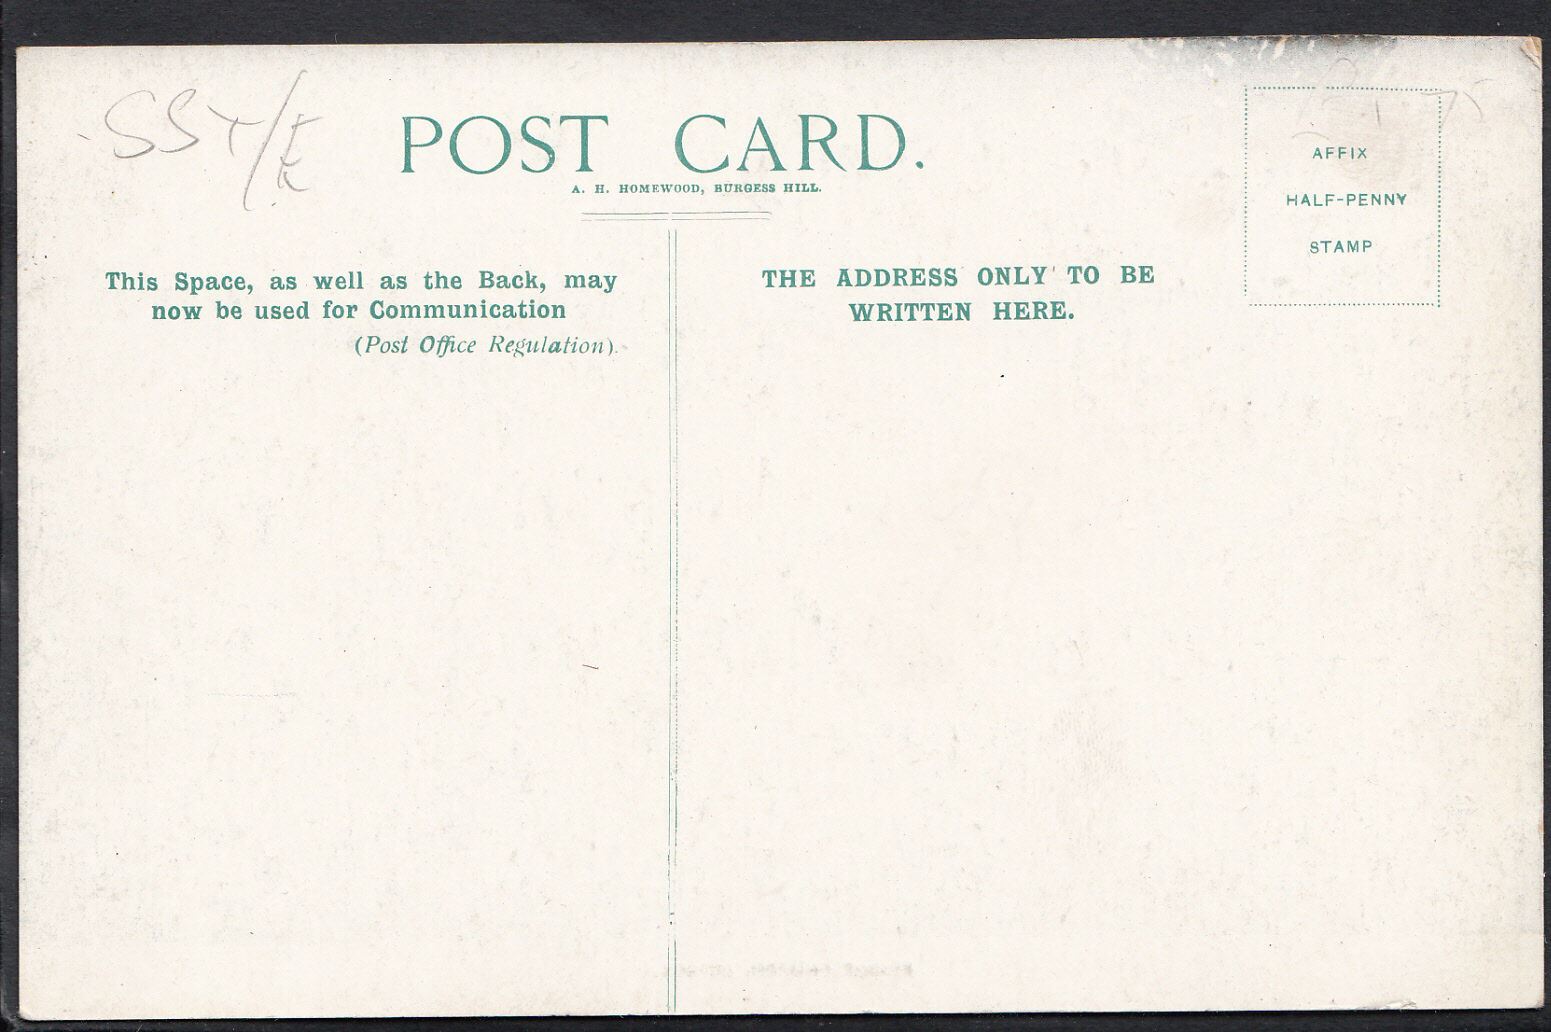 SST/
POST CARD.
A. H. HOMEWOOD, BURGESS HILL.
This Space, as well as the Back, may
now be used for Communication
(Post Office Regulation).
THE ADDRESS ONLY TO BE
WRITTEN HERE.
AFFIX
HALF-PENNY
STAMP